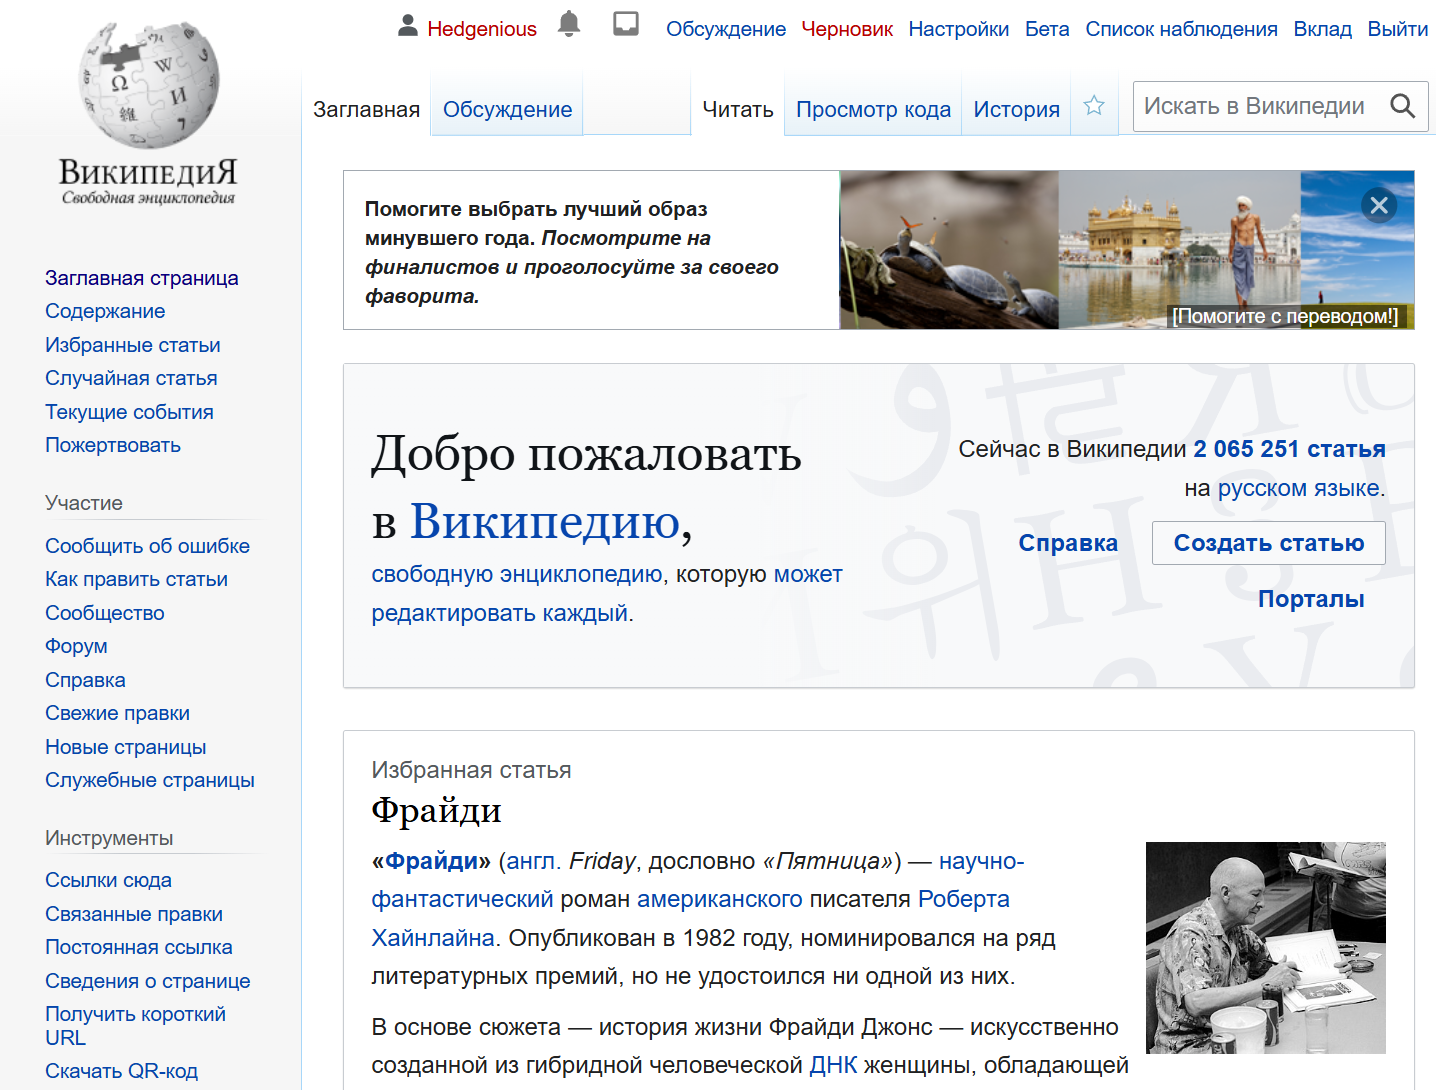 Hedgenious Обсуждение Черновик Настройки Бета Список наблюдения Вклад Выйти
Заглавная Обсуждение Читать Просмотр кода История Искать в Википедии
Ω W И 維 7
ВикипедиЯ
Свободная энциклопедия
Заглавная страница
Содержание
Избранные статьи
Случайная статья
Текущие события
Пожертвовать
Участие
Сообщить об ошибке
Как править статьи
Сообщество
Форум
Справка
Свежие правки
Новые страницы
Служебные страницы
Инструменты
Ссылки сюда
Связанные правки
Постоянная ссылка
Сведения о странице
Получить короткий
URL
Скачать QR-код
Помогите выбрать лучший образ
минувшего года. Посмотрите на
финалистов и проголосуйте за своего
фаворита.
[Помогите с переводом!]
Добро пожаловать
в Википедию,
свободную энциклопедию, которую может
редактировать каждый.
Сейчас в Википедии 2 065 251 статья
на русском языке.
Справка Создать статью
Порталы
Избранная статья
Фрайди
«Фрайди» (англ. Friday, дословно «Пятница») — научно-
фантастический роман американского писателя Роберта
Хайнлайна. Опубликован в 1982 году, номинировался на ряд
литературных премий, но не удостоился ни одной из них.
В основе сюжета — история жизни Фрайди Джонс — искусственно
созданной из гибридной человеческой ДНК женщины, обладающей